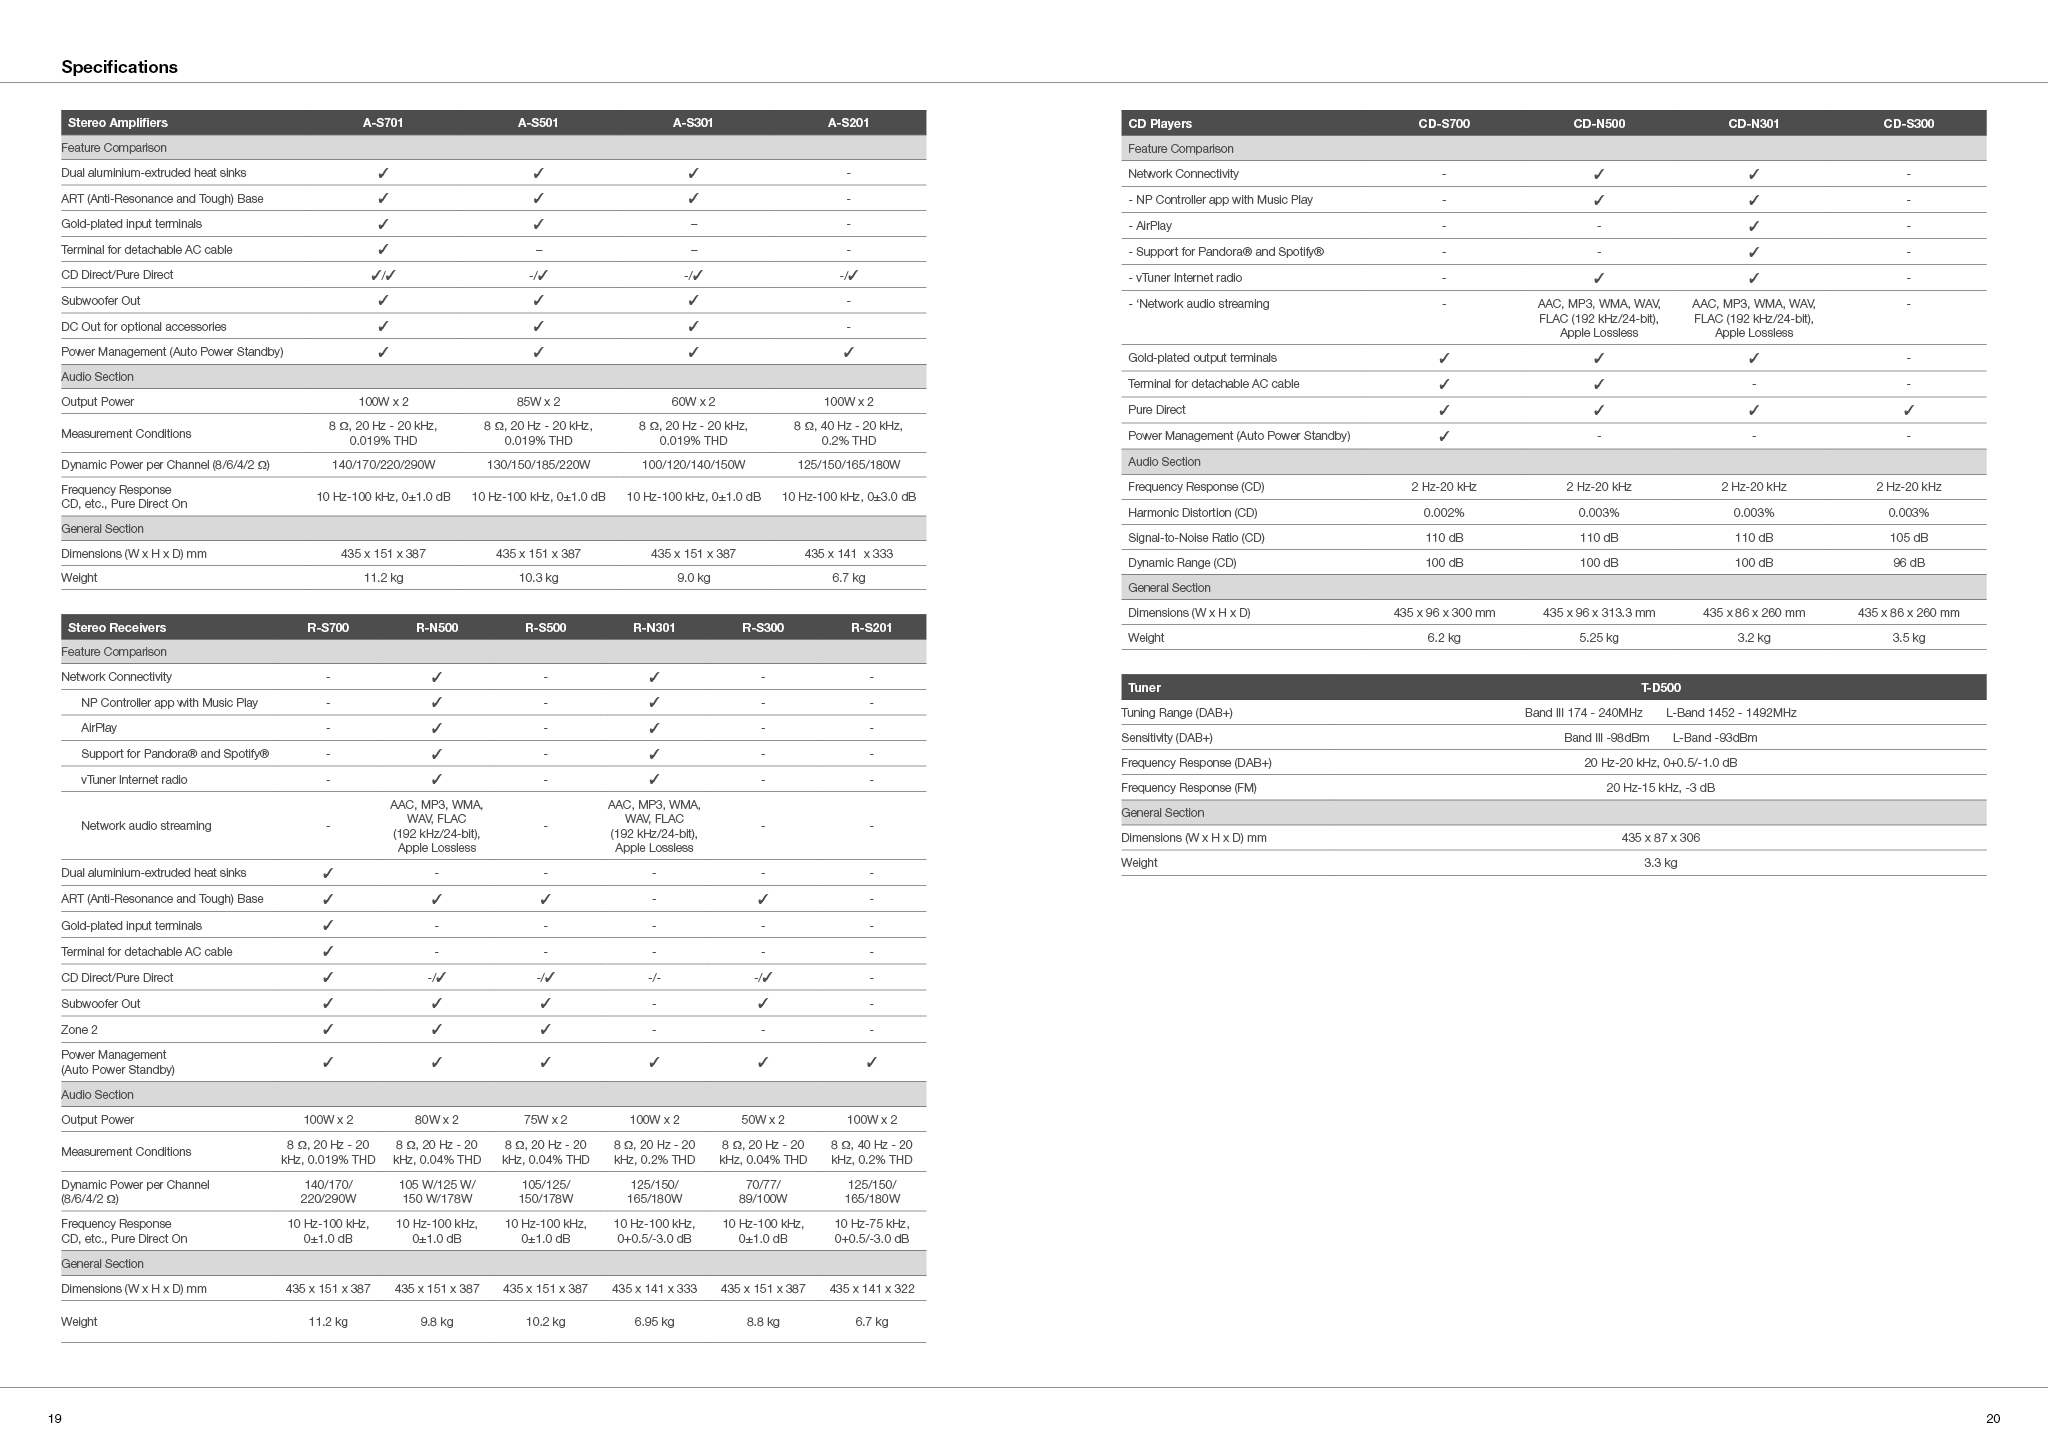 Specifications
Stereo Amplifiers A-S701 A-S501 A-S301 A-S201
Feature Comparison
Dual aluminium-extruded heat sinks ✓ ✓ ✓ -
ART (Anti-Resonance and Tough) Base ✓ ✓ ✓ -
Gold-plated input terminals ✓ ✓ – -
Terminal for detachable AC cable ✓ – – -
CD Direct/Pure Direct ✓/✓ -/✓ -/✓ -/✓
Subwoofer Out ✓ ✓ ✓ -
DC Out for optional accessories ✓ ✓ ✓ -
Power Management (Auto Power Standby) ✓ ✓ ✓ ✓
Audio Section
Output Power 100W x 2 85W x 2 60W x 2 100W x 2
Measurement Conditions 8 Ω, 20 Hz - 20 kHz, 0.019% THD 8 Ω, 20 Hz - 20 kHz, 0.019% THD 8 Ω, 20 Hz - 20 kHz, 0.019% THD 8 Ω, 40 Hz - 20 kHz, 0.2% THD
Dynamic Power per Channel (8/6/4/2 Ω) 140/170/220/290W 130/150/185/220W 100/120/140/150W 125/150/165/180W
Frequency Response
CD, etc., Pure Direct On 10 Hz-100 kHz, 0±1.0 dB 10 Hz-100 kHz, 0±1.0 dB 10 Hz-100 kHz, 0±1.0 dB 10 Hz-100 kHz, 0±3.0 dB
General Section
Dimensions (W x H x D) mm 435 x 151 x 387 435 x 151 x 387 435 x 151 x 387 435 x 141 x 333
Weight 11.2 kg 10.3 kg 9.0 kg 6.7 kg
Stereo Receivers R-S700 R-N500 R-S500 R-N301 R-S300 R-S201
Feature Comparison
Network Connectivity - ✓ - ✓ - -
NP Controller app with Music Play - ✓ - ✓ - -
AirPlay - ✓ - ✓ - -
Support for Pandora® and Spotify® - ✓ - ✓ - -
vTuner Internet radio - ✓ - ✓ - -
Network audio streaming - AAC, MP3, WMA, WAV, FLAC (192 kHz/24-bit), Apple Lossless - AAC, MP3, WMA, WAV, FLAC (192 kHz/24-bit), Apple Lossless - -
Dual aluminium-extruded heat sinks ✓ - - - - -
ART (Anti-Resonance and Tough) Base ✓ ✓ ✓ - ✓ -
Gold-plated input terminals ✓ - - - - -
Terminal for detachable AC cable ✓ - - - - -
CD Direct/Pure Direct ✓ -/✓ -/✓ -/- -/✓ -
Subwoofer Out ✓ ✓ ✓ - ✓ -
Zone 2 ✓ ✓ ✓ - - -
Power Management
(Auto Power Standby) ✓ ✓ ✓ ✓ ✓ ✓
Audio Section
Output Power 100W x 2 80W x 2 75W x 2 100W x 2 50W x 2 100W x 2
Measurement Conditions 8 Ω, 20 Hz - 20 kHz, 0.019% THD 8 Ω, 20 Hz - 20 kHz, 0.04% THD 8 Ω, 20 Hz - 20 kHz, 0.04% THD 8 Ω, 20 Hz - 20 kHz, 0.2% THD 8 Ω, 20 Hz - 20 kHz, 0.04% THD 8 Ω, 40 Hz - 20 kHz, 0.2% THD
Dynamic Power per Channel
(8/6/4/2 Ω) 140/170/220/290W 105 W/125 W/150 W/178W 105/125/150/178W 125/150/165/180W 70/77/89/100W 125/150/165/180W
Frequency Response
CD, etc., Pure Direct On 10 Hz-100 kHz, 0±1.0 dB 10 Hz-100 kHz, 0±1.0 dB 10 Hz-100 kHz, 0±1.0 dB 10 Hz-100 kHz, 0+0.5/-3.0 dB 10 Hz-100 kHz, 0±1.0 dB 10 Hz-75 kHz, 0+0.5/-3.0 dB
General Section
Dimensions (W x H x D) mm 435 x 151 x 387 435 x 151 x 387 435 x 151 x 387 435 x 141 x 333 435 x 151 x 387 435 x 141 x 322
Weight 11.2 kg 9.8 kg 10.2 kg 6.95 kg 8.8 kg 6.7 kg
19
CD Players CD-S700 CD-N500 CD-N301 CD-S300
Feature Comparison
Network Connectivity - ✓ ✓ -
- NP Controller app with Music Play - ✓ ✓ -
- AirPlay - - ✓ -
- Support for Pandora® and Spotify® - - ✓ -
- vTuner Internet radio - ✓ ✓ -
- ‘Network audio streaming - AAC, MP3, WMA, WAV, FLAC (192 kHz/24-bit), Apple Lossless AAC, MP3, WMA, WAV, FLAC (192 kHz/24-bit), Apple Lossless -
Gold-plated output terminals ✓ ✓ ✓ -
Terminal for detachable AC cable ✓ ✓ - -
Pure Direct ✓ ✓ ✓ ✓
Power Management (Auto Power Standby) ✓ - - -
Audio Section
Frequency Response (CD) 2 Hz-20 kHz 2 Hz-20 kHz 2 Hz-20 kHz 2 Hz-20 kHz
Harmonic Distortion (CD) 0.002% 0.003% 0.003% 0.003%
Signal-to-Noise Ratio (CD) 110 dB 110 dB 110 dB 105 dB
Dynamic Range (CD) 100 dB 100 dB 100 dB 96 dB
General Section
Dimensions (W x H x D) 435 x 96 x 300 mm 435 x 96 x 313.3 mm 435 x 86 x 260 mm 435 x 86 x 260 mm
Weight 6.2 kg 5.25 kg 3.2 kg 3.5 kg
Tuner T-D500
Tuning Range (DAB+) Band III 174 - 240MHz L-Band 1452 - 1492MHz
Sensitivity (DAB+) Band III -98dBm L-Band -93dBm
Frequency Response (DAB+) 20 Hz-20 kHz, 0+0.5/-1.0 dB
Frequency Response (FM) 20 Hz-15 kHz, -3 dB
General Section
Dimensions (W x H x D) mm 435 x 87 x 306
Weight 3.3 kg
20